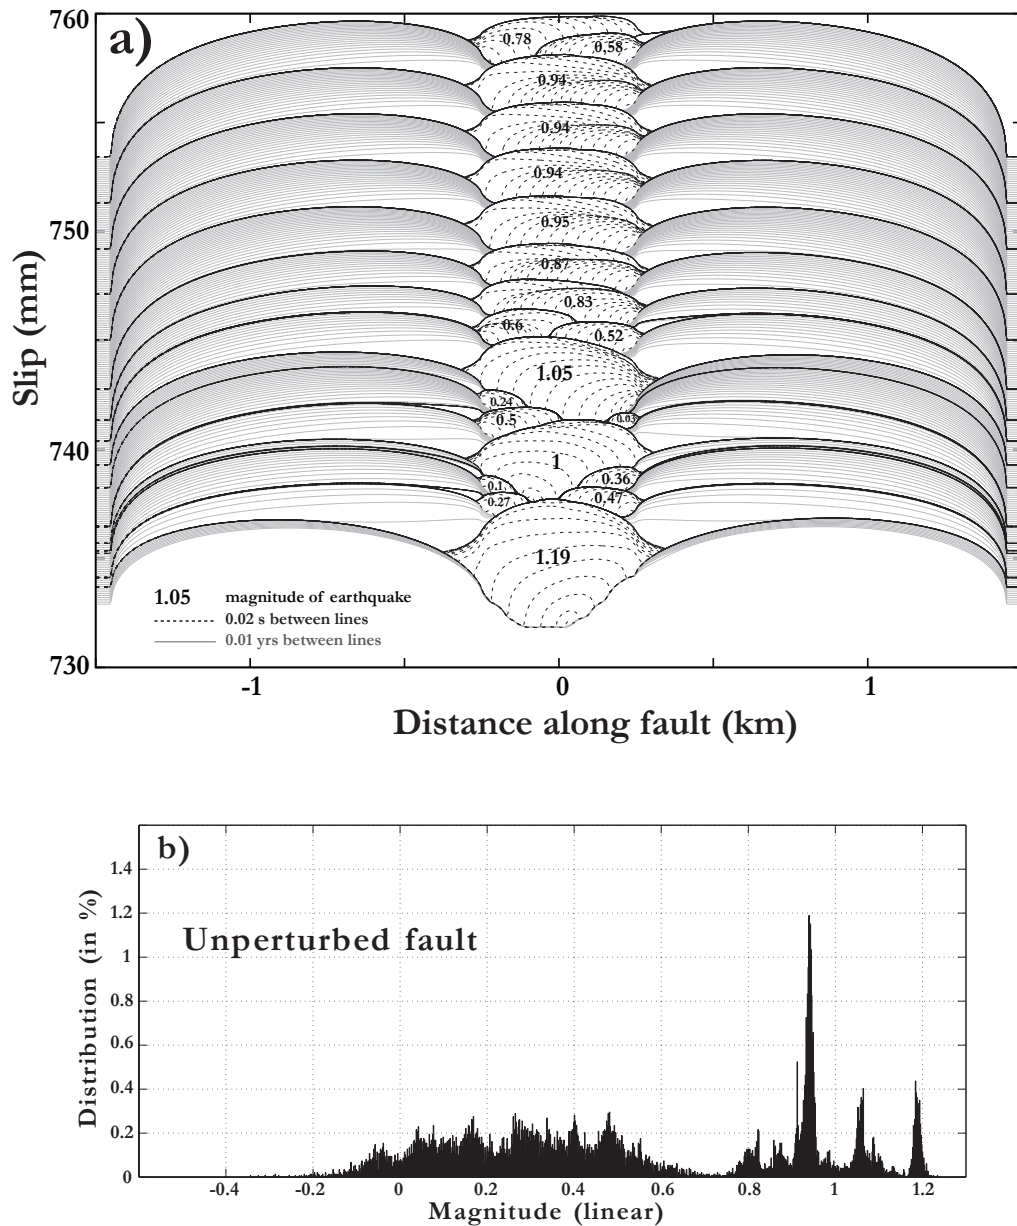 760
a)
0.78
0,58
0.94
0.94
0.94
750
0.95
0.87
0.83
0.6
0.52
Slip (mm)
1.05
0.24
0.5
0.03
740
1
0.1
0.36
0.27
0.47
1.19
1.05 magnitude of earthquake
0.02 s between lines
0.01 yrs between lines
730
-1 0 1
Distance along fault (km)
b)
1.4
1.2
Unperturbed fault
1
0.8
0.6
0.4
0.2
0
Distribution (in %)
-0.4 -0.2 0 0.2 0.4 0.6 0.8 1 1.2
Magnitude (linear)